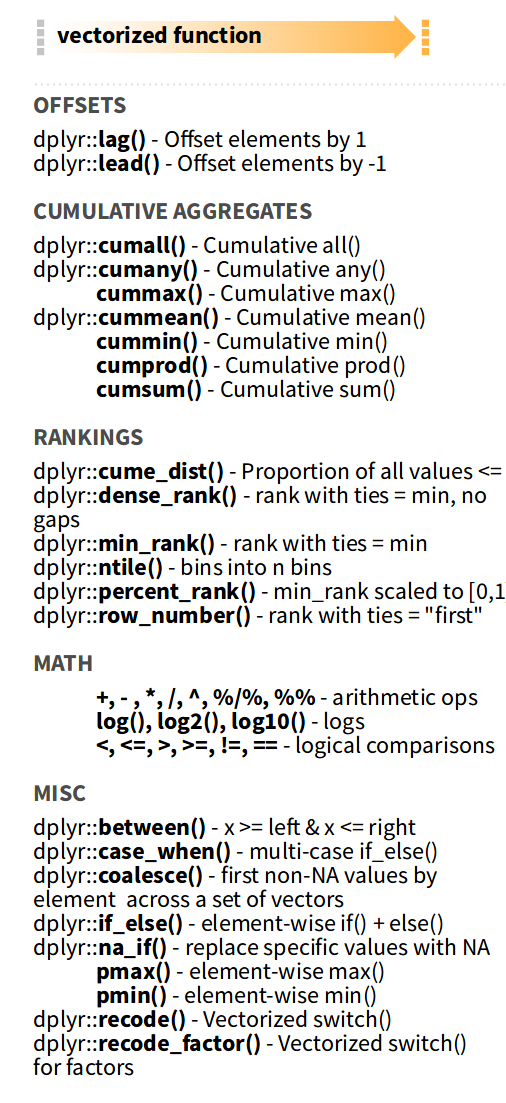 vectorized function
OFFSETS
dplyr::lag() - Offset elements by 1
dplyr::lead() - Offset elements by -1
CUMULATIVE AGGREGATES
dplyr::cumall() - Cumulative all()
dplyr::cumany() - Cumulative any()
cummax() - Cumulative max()
dplyr::cummean() - Cumulative mean()
cummin() - Cumulative min()
cumprod() - Cumulative prod()
cumsum() - Cumulative sum()
RANKINGS
dplyr::cume_dist() - Proportion of all values <=
dplyr::dense_rank() - rank with ties = min, no
gaps
dplyr::min_rank() - rank with ties = min
dplyr::ntile() - bins into n bins
dplyr::percent_rank() - min_rank scaled to [0,1]
dplyr::row_number() - rank with ties = "first"
MATH
+, - , *, /, ^, %/%, %% - arithmetic ops
log(), log2(), log10() - logs
<, <=, >, >=, !=, == - logical comparisons
MISC
dplyr::between() - x >= left & x <= right
dplyr::case_when() - multi-case if_else()
dplyr::coalesce() - first non-NA values by
element  across a set of vectors
dplyr::if_else() - element-wise if() + else()
dplyr::na_if() - replace specific values with NA
pmax() - element-wise max()
pmin() - element-wise min()
dplyr::recode() - Vectorized switch()
dplyr::recode_factor() - Vectorized switch()
for factors